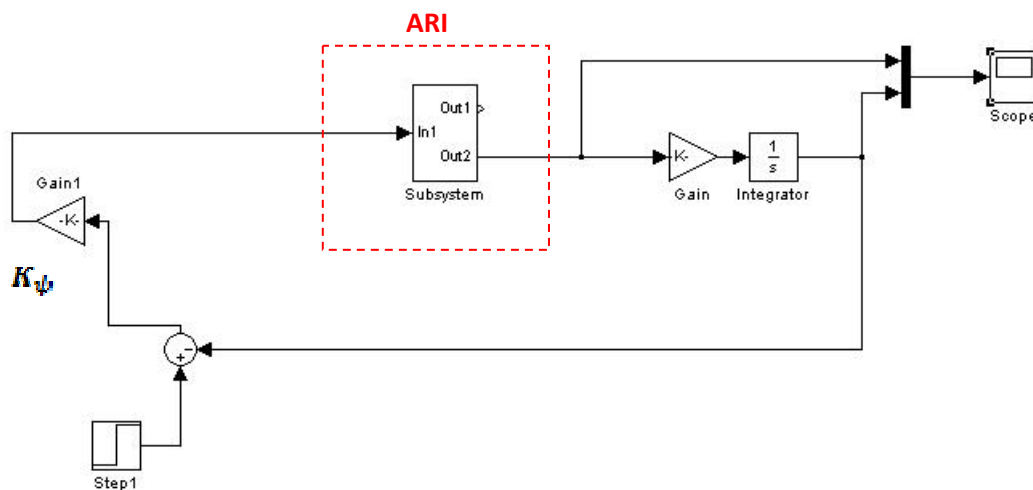 ARI
Out1
In1
Out2
Subsystem
K-
Gain
1
s
Integrator
Scope
Gain1
-K-
Kψ
+
-
Step1